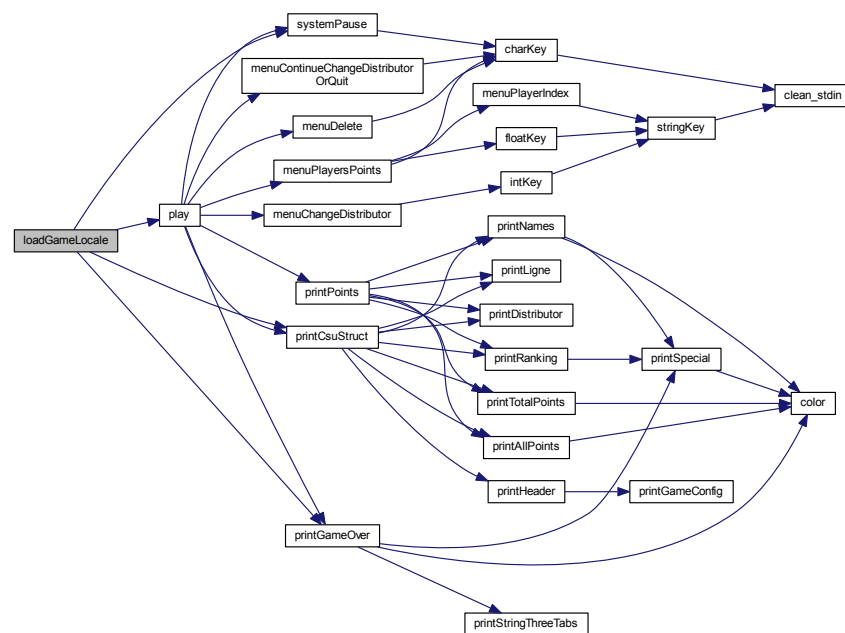 systemPause
charKey
menuContinueChangeDistributor
OrQuit
clean_stdin
menuPlayerIndex
menuDelete
stringKey
floatKey
menuPlayersPoints
intKey
play
menuChangeDistributor
printNames
loadGameLocale
printLigne
printPoints
printDistributor
printCsuStruct
printRanking
printSpecial
printTotalPoints
color
printAllPoints
printHeader
printGameConfig
printGameOver
printStringThreeTabs